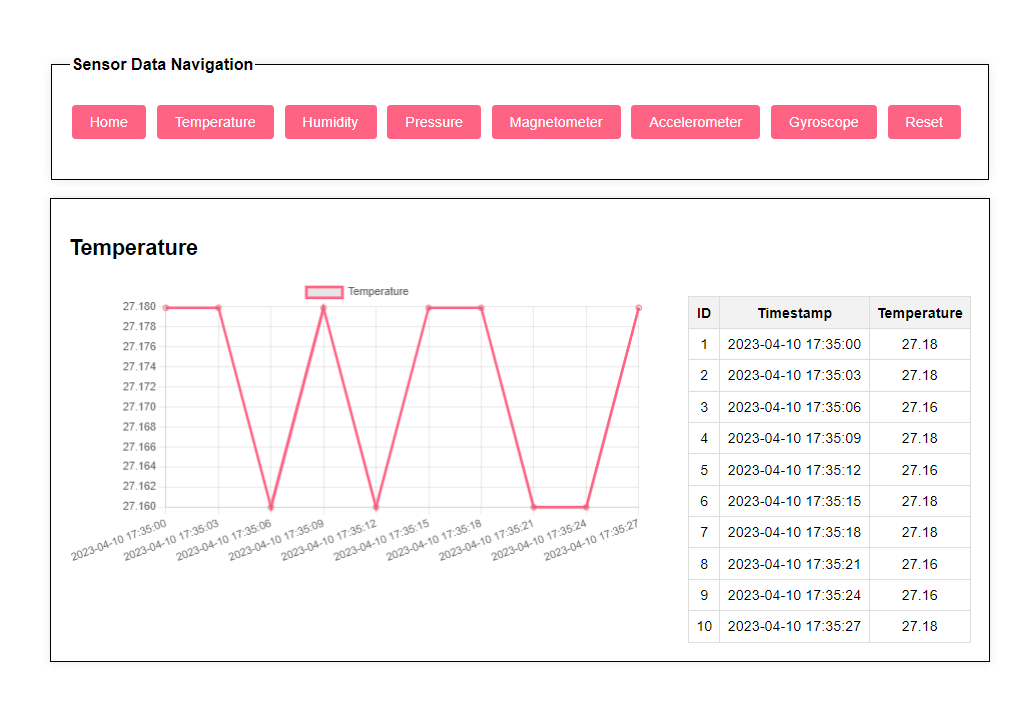 Sensor Data Navigation
Home Temperature Humidity Pressure Magnetometer Accelerometer Gyroscope Reset
Temperature
Temperature
27.180
27.178
27.176
27.174
27.172
27.170
27.168
27.166
27.164
27.162
27.160
2023-04-10 17:35:00
2023-04-10 17:35:03
2023-04-10 17:35:06
2023-04-10 17:35:09
2023-04-10 17:35:12
2023-04-10 17:35:15
2023-04-10 17:35:18
2023-04-10 17:35:21
2023-04-10 17:35:24
2023-04-10 17:35:27
ID Timestamp Temperature
1 2023-04-10 17:35:00 27.18
2 2023-04-10 17:35:03 27.18
3 2023-04-10 17:35:06 27.16
4 2023-04-10 17:35:09 27.18
5 2023-04-10 17:35:12 27.16
6 2023-04-10 17:35:15 27.18
7 2023-04-10 17:35:18 27.18
8 2023-04-10 17:35:21 27.16
9 2023-04-10 17:35:24 27.16
10 2023-04-10 17:35:27 27.18